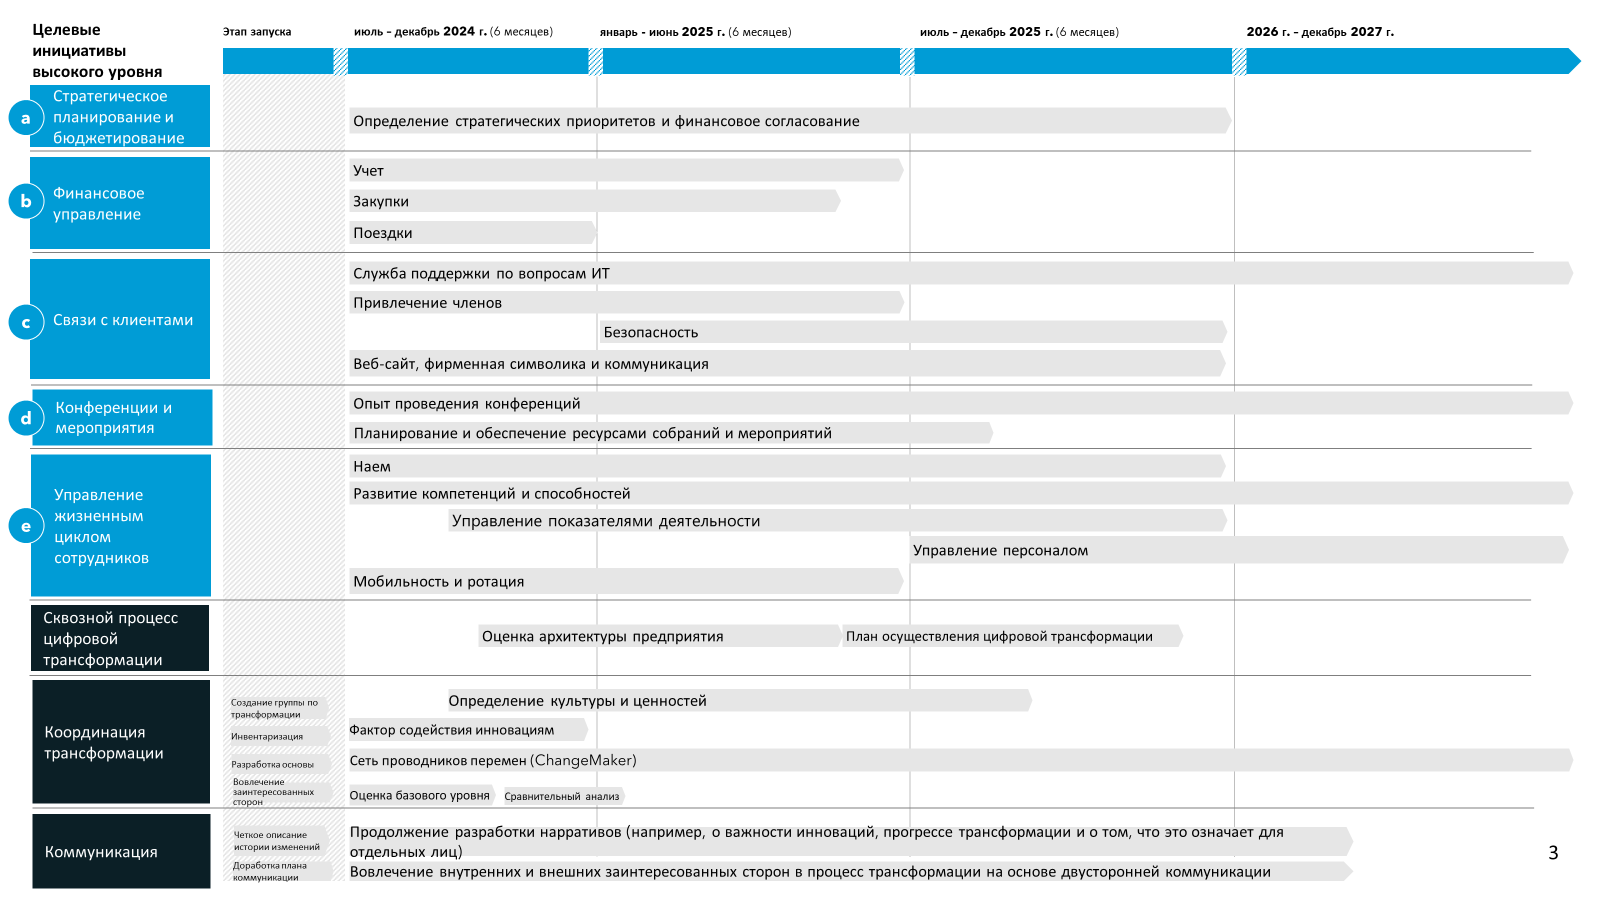 Целевые
инициативы
высокого уровня
Этап запуска
июль – декабрь 2024 г. (6 месяцев)
январь - июнь 2025 г. (6 месяцев)
июль – декабрь 2025 г. (6 месяцев)
2026 г. – декабрь 2027 г.
a
Стратегическое
планирование и
бюджетирование
Определение стратегических приоритетов и финансовое согласование
b
Финансовое
управление
Учет
Закупки
Поездки
c
Связи с клиентами
Служба поддержки по вопросам ИТ
Привлечение членов
Безопасность
Веб-сайт, фирменная символика и коммуникация
d
Конференции и
мероприятия
Опыт проведения конференций
Планирование и обеспечение ресурсами собраний и мероприятий
e
Управление
жизненным
циклом
сотрудников
Наем
Развитие компетенций и способностей
Управление показателями деятельности
Управление персоналом
Мобильность и ротация
Сквозной процесс
цифровой
трансформации
Оценка архитектуры предприятия
План осуществления цифровой трансформации
Координация
трансформации
Создание группы по
трансформации
Инвентаризация
Разработка основы
Вовлечение
заинтересованных
сторон
Определение культуры и ценностей
Фактор содействия инновациям
Сеть проводников перемен (ChangeMaker)
Оценка базового уровня
Сравнительный анализ
Коммуникация
Четкое описание
истории изменений
Доработка плана
коммуникации
Продолжение разработки нарративов (например, о важности инноваций, прогрессе трансформации и о том, что это означает для
отдельных лиц)
Вовлечение внутренних и внешних заинтересованных сторон в процесс трансформации на основе двусторонней коммуникации
3